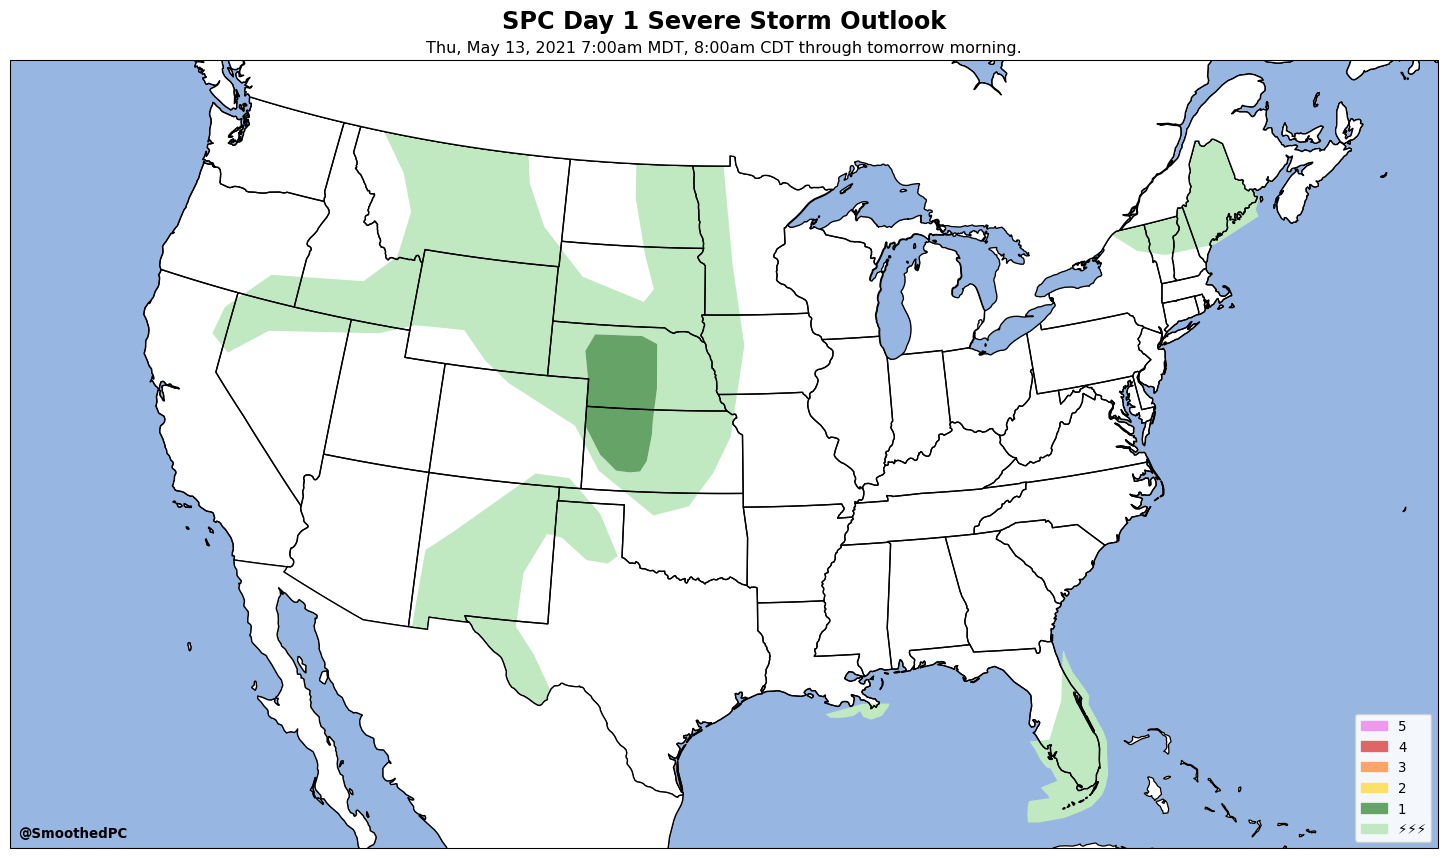 SPC Day 1 Severe Storm Outlook
Thu, May 13, 2021 7:00am MDT, 8:00am CDT through tomorrow morning.
5
4
3
2
1
⚡⚡⚡
@SmoothedPC